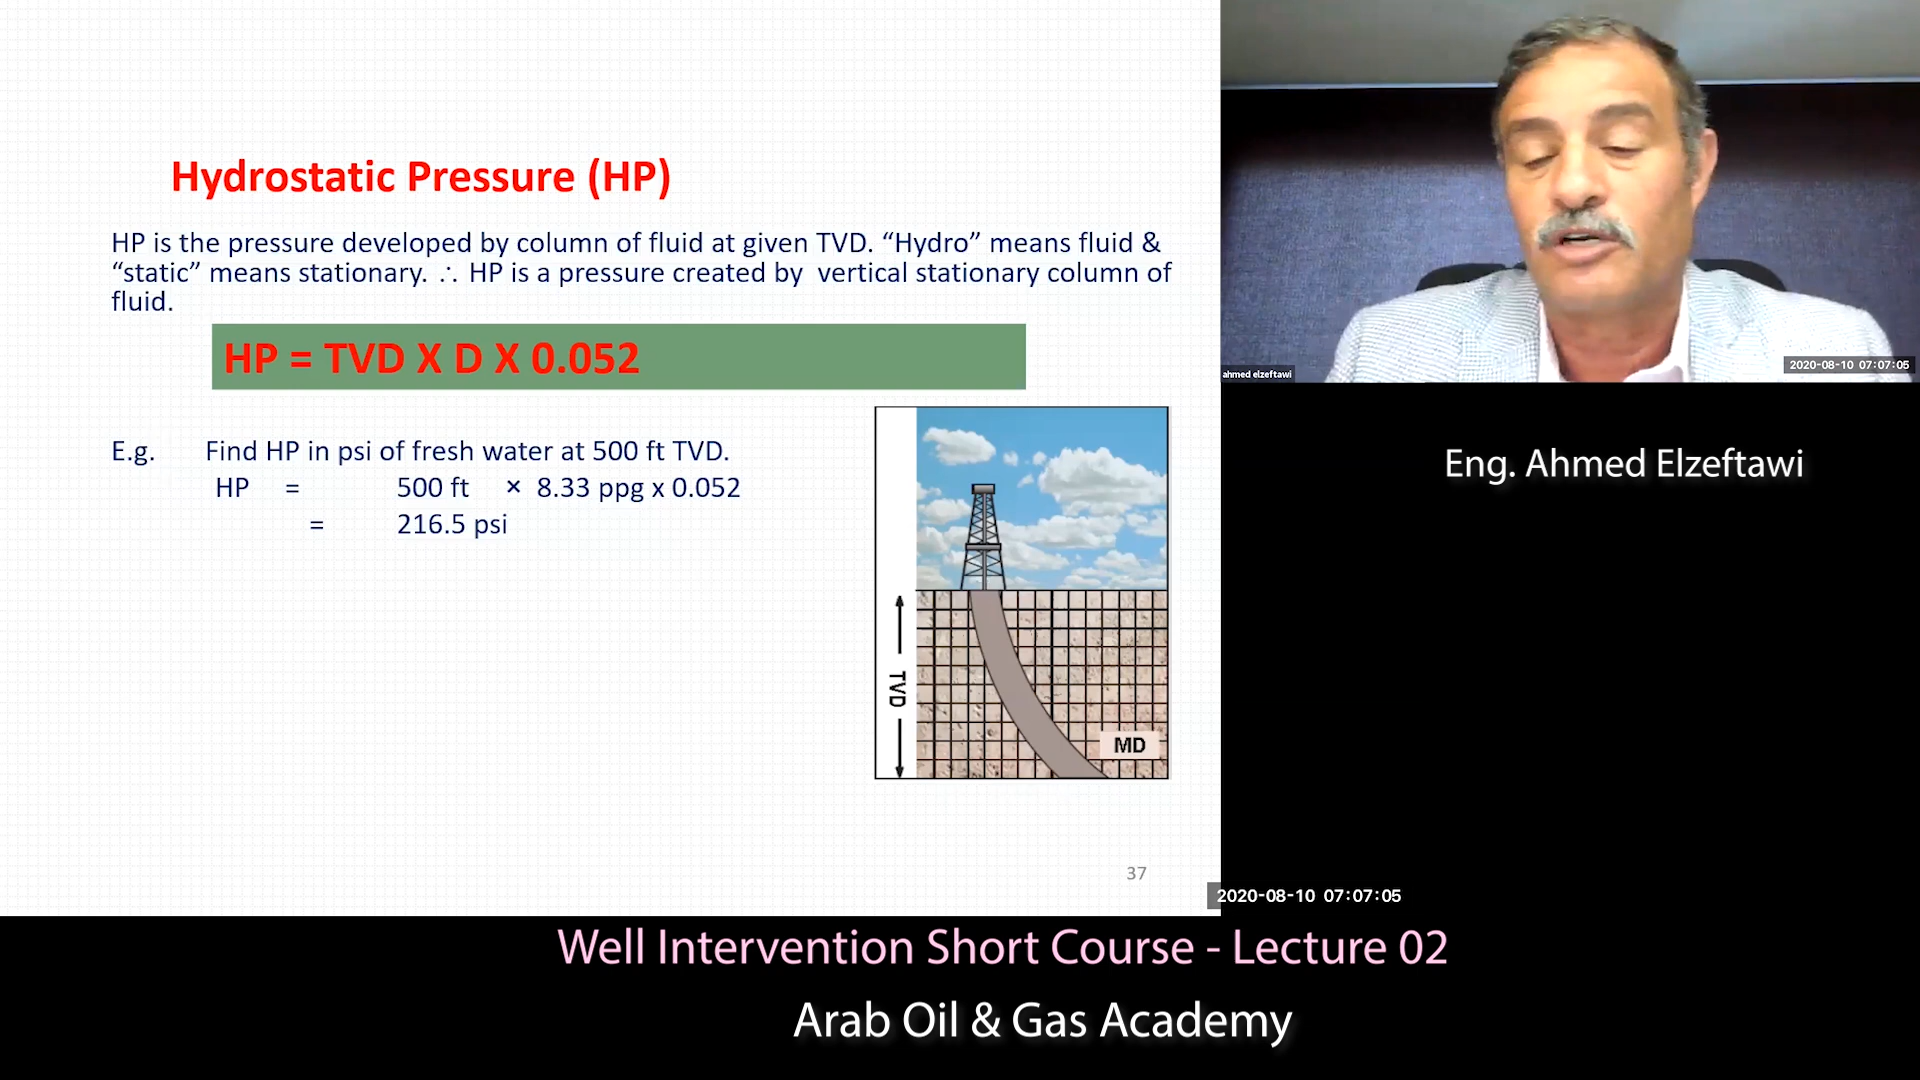 Hydrostatic Pressure (HP)
HP is the pressure developed by column of fluid at given TVD. “Hydro” means fluid &
“static” means stationary. ∴ HP is a pressure created by vertical stationary column of
fluid.
HP = TVD X D X 0.052
E.g. Find HP in psi of fresh water at 500 ft TVD.
HP = 500 ft × 8.33 ppg x 0.052
= 216.5 psi
TVD
MD
37
ahmed elzeftawi
2020-08-10 07:07:05
Eng. Ahmed Elzeftawi
2020-08-10 07:07:05
Well Intervention Short Course - Lecture 02
Arab Oil & Gas Academy